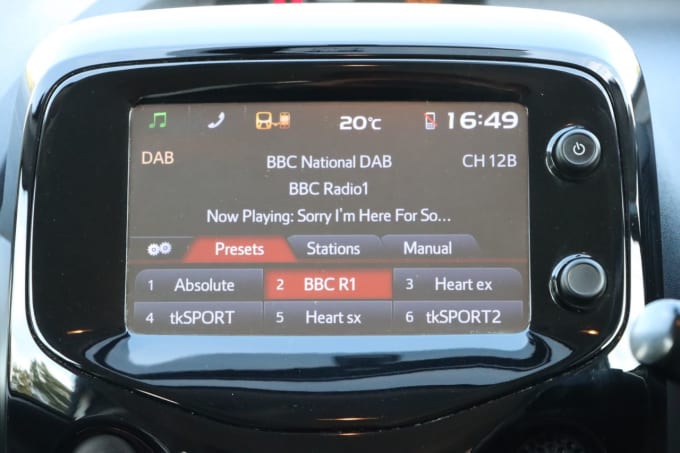 20°C 16:49
DAB BBC National DAB CH 12B
BBC Radio1
Now Playing: Sorry I'm Here For So...
Presets Stations Manual
1 Absolute 2 BBC R1 3 Heart ex
4 tkSPORT 5 Heart sx 6 tkSPORT2